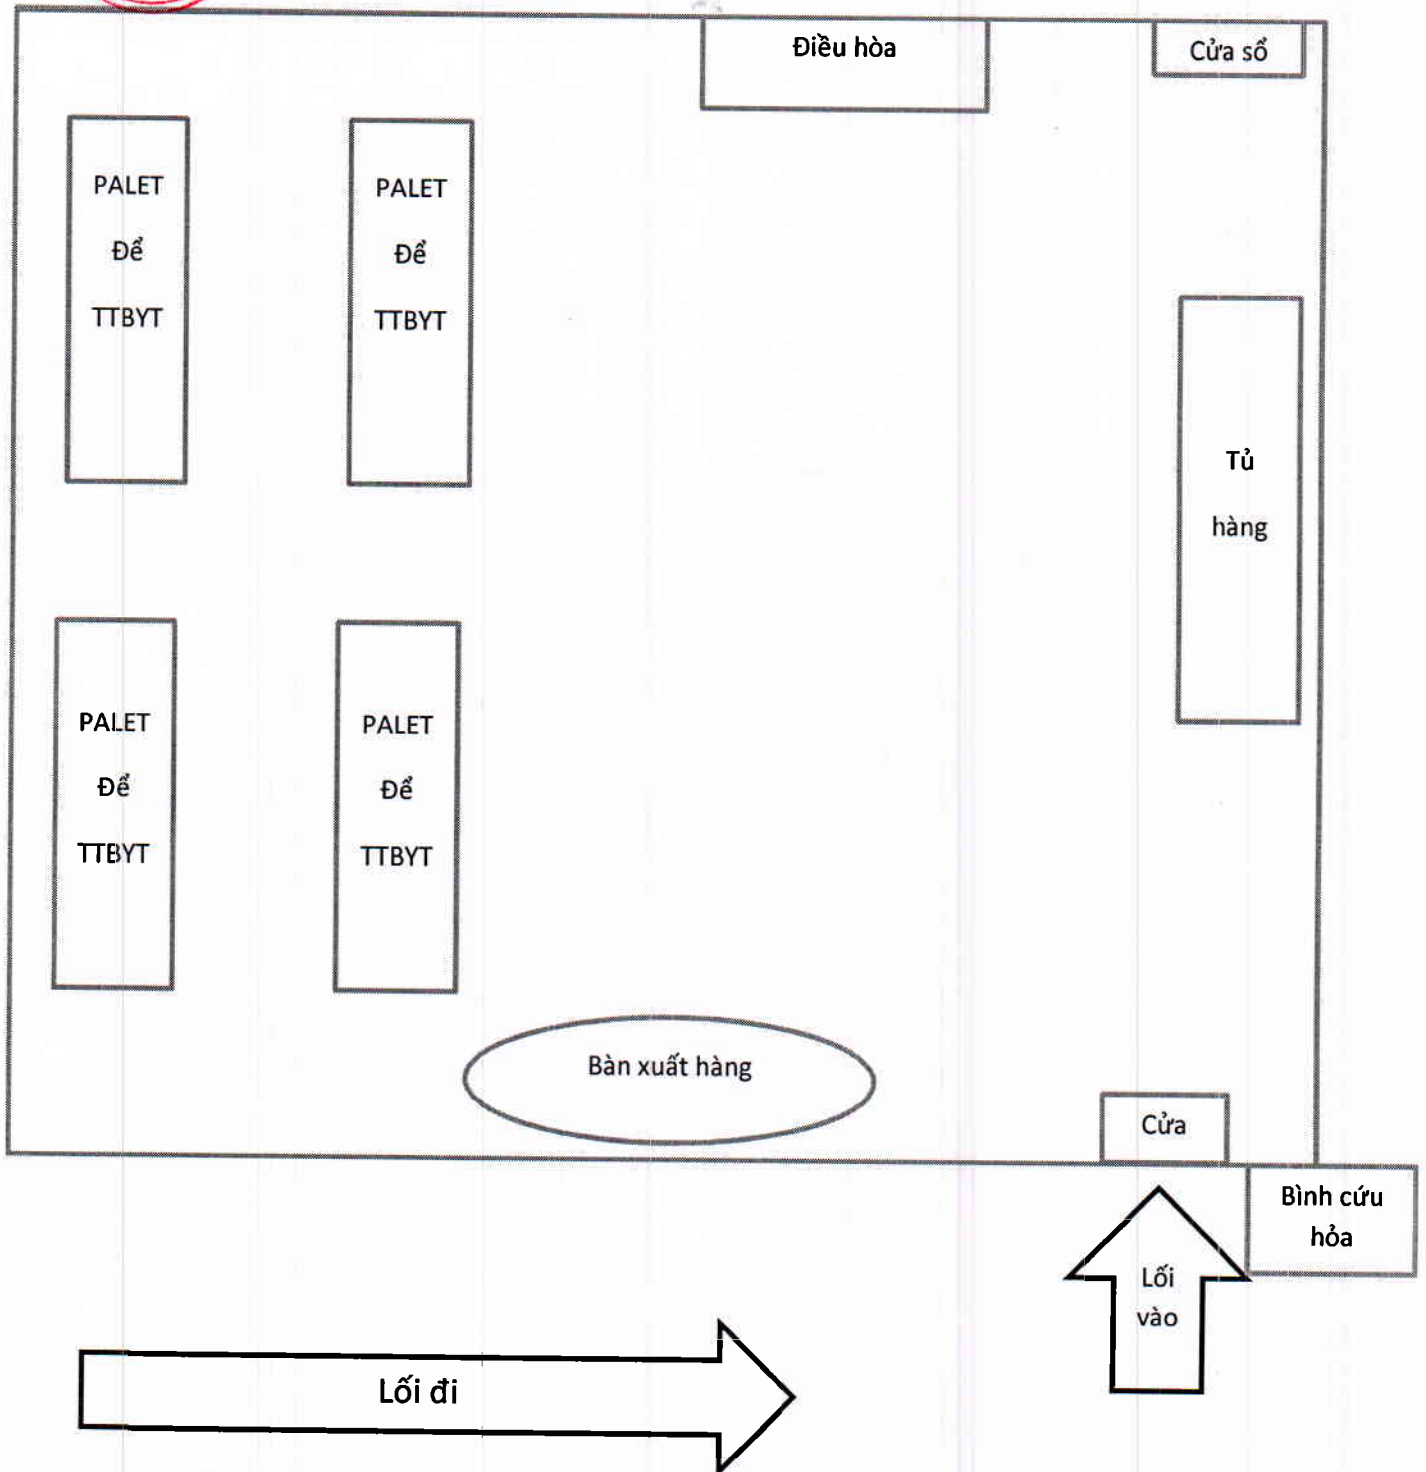 Điều hòa
Cửa sổ
PALET
Để
TTBYT
PALET
Để
TTBYT
Tủ
hàng
PALET
Để
TTBYT
PALET
Để
TTBYT
Bàn xuất hàng
Cửa
Bình cứu
hỏa
Lối
vào
Lối đi